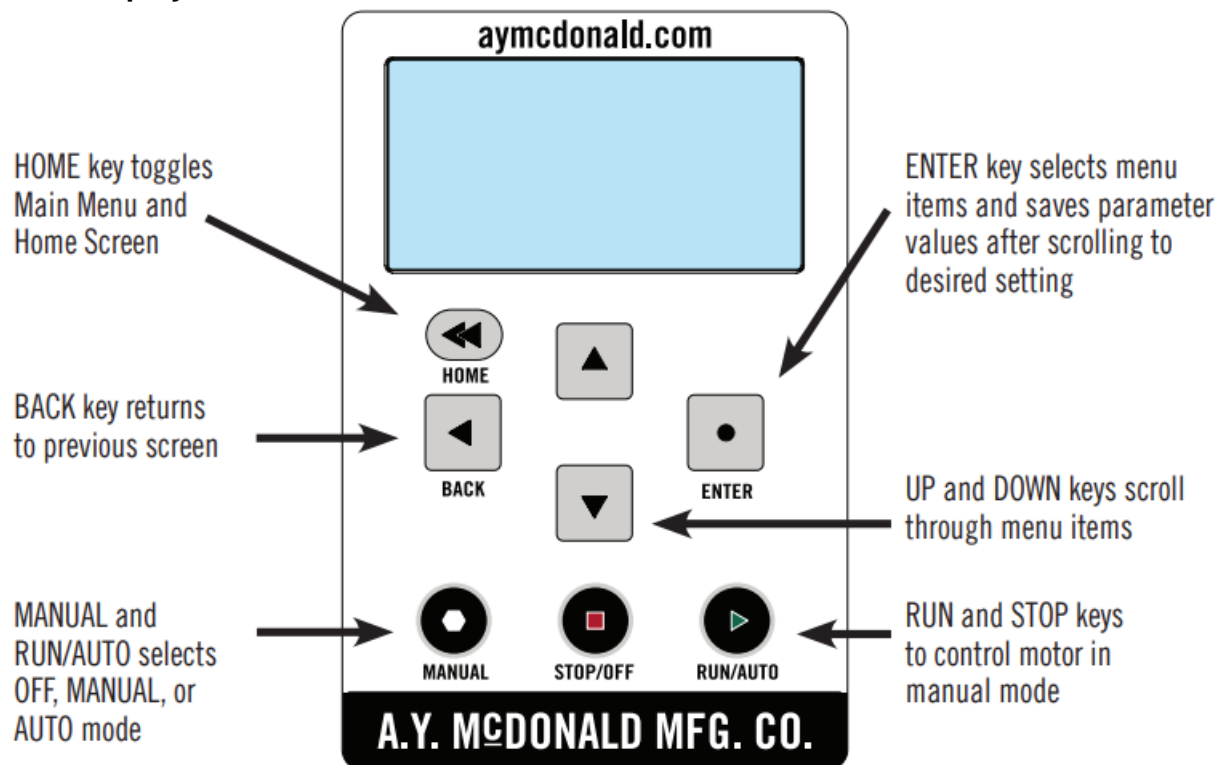 aymcdonald.com
HOME key toggles
Main Menu and
Home Screen
ENTER key selects menu
items and saves parameter
values after scrolling to
desired setting
HOME
BACK key returns
to previous screen
BACK
ENTER
UP and DOWN keys scroll
through menu items
MANUAL and
RUN/AUTO selects
OFF, MANUAL, or
AUTO mode
MANUAL
STOP/OFF
RUN/AUTO
RUN and STOP keys
to control motor in
manual mode
A.Y. McDONALD MFG. CO.